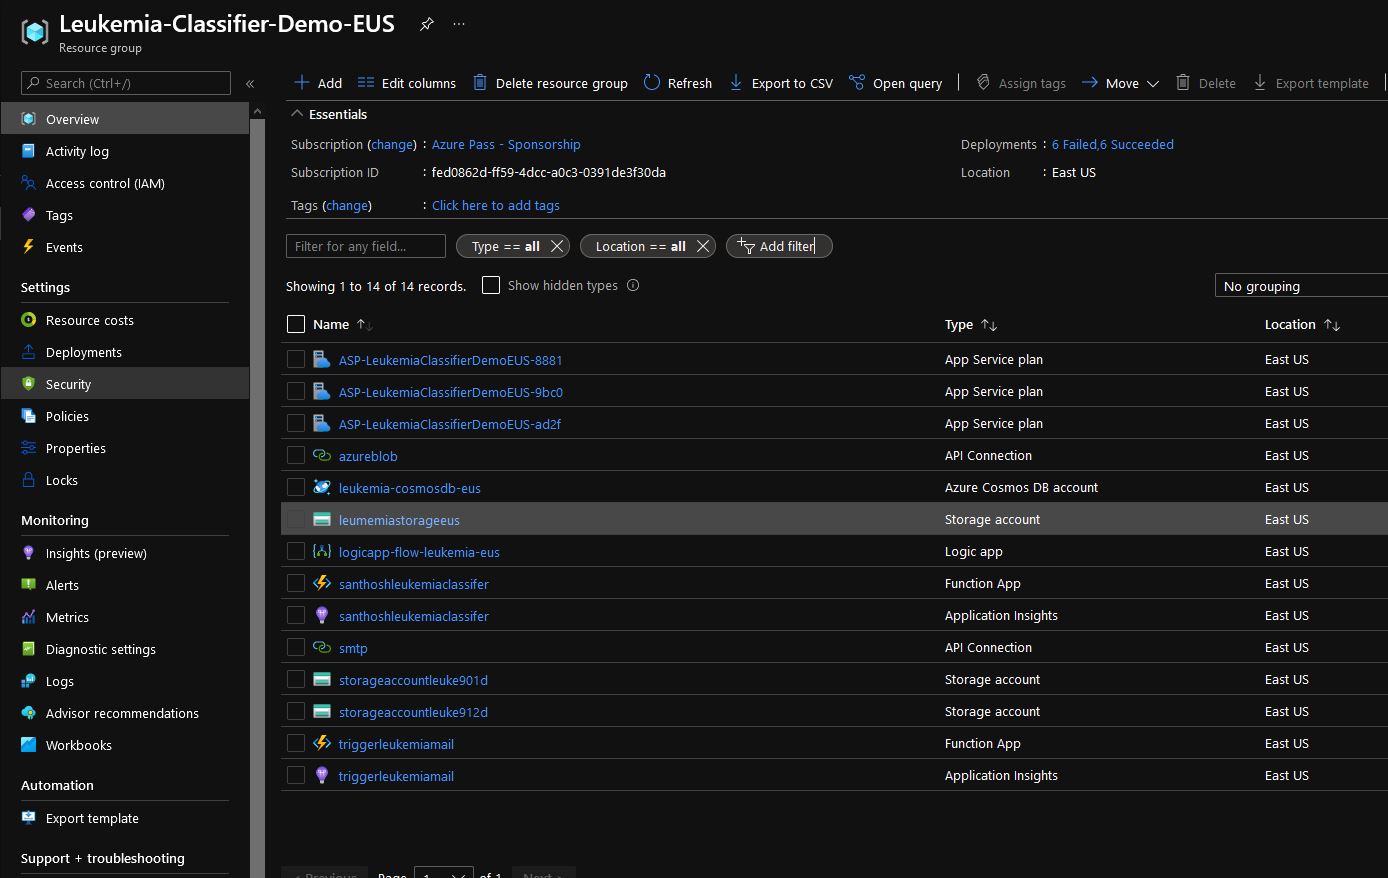 Leukemia-Classifier-Demo-EUS
Resource group
Search (Ctrl+/)
Overview
Activity log
Access control (IAM)
Tags
Events
Settings
Resource costs
Deployments
Security
Policies
Properties
Locks
Monitoring
Insights (preview)
Alerts
Metrics
Diagnostic settings
Logs
Advisor recommendations
Workbooks
Automation
Export template
Support + troubleshooting
Add Edit columns Delete resource group Refresh Export to CSV Open query Assign tags Move Delete Export template
Essentials
Subscription (change) : Azure Pass - Sponsorship Deployments : 6 Failed,6 Succeeded
Subscription ID : fed0862d-ff59-4dcc-a0c3-0391de3f30da Location : East US
Tags (change) : Click here to add tags
Filter for any field... Type == all Location == all Add filter
Showing 1 to 14 of 14 records. Show hidden types No grouping
Name Type Location
ASP-LeukemiaClassifierDemoEUS-8881 App Service plan East US
ASP-LeukemiaClassifierDemoEUS-9bc0 App Service plan East US
ASP-LeukemiaClassifierDemoEUS-ad2f App Service plan East US
azureblob API Connection East US
leukemia-cosmosdb-eus Azure Cosmos DB account East US
leumemiastorageeus Storage account East US
logicapp-flow-leukemia-eus Logic app East US
santhoshleukemiaclassifer Function App East US
santhoshleukemiaclassifer Application Insights East US
smtp API Connection East US
storageaccountleuke901d Storage account East US
storageaccountleuke912d Storage account East US
triggerleukemiamail Function App East US
triggerleukemiamail Application Insights East US
< Previous Page 1 of 1 Next >